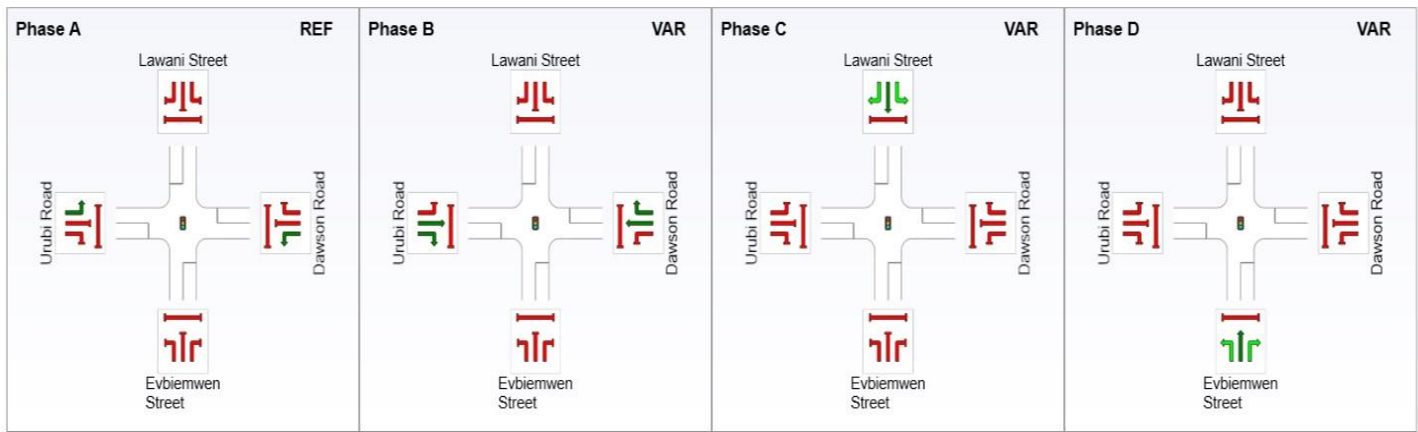 Phase A REF
Lawani Street
Urubi Road
Dawson Road
Evbiemwen
Street
Phase B VAR
Lawani Street
Urubi Road
Dawson Road
Evbiemwen
Street
Phase C VAR
Lawani Street
Urubi Road
Dawson Road
Evbiemwen
Street
Phase D VAR
Lawani Street
Urubi Road
Dawson Road
Evbiemwen
Street